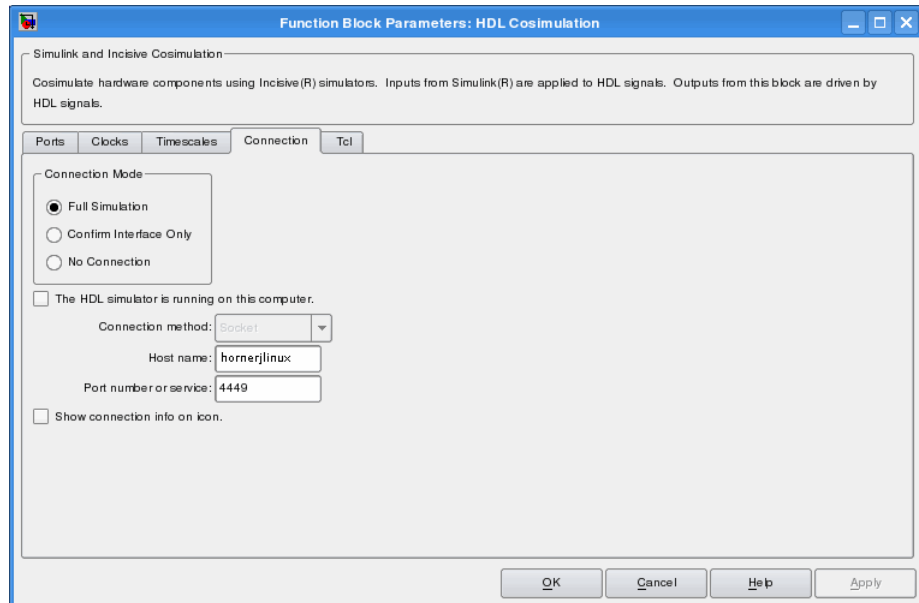 Function Block Parameters: HDL Cosimulation
Simulink and Incisive Cosimulation
Cosimulate hardware components using Incisive(R) simulators. Inputs from Simulink(R) are applied to HDL signals. Outputs from this block are driven by
HDL signals.
Ports Clocks Timescales Connection Tcl
Connection Mode
Full Simulation
Confirm Interface Only
No Connection
The HDL simulator is running on this computer.
Connection method: Socket
Host name: hornerjlinux
Port number or service: 4449
Show connection info on icon.
OK Cancel Help Apply